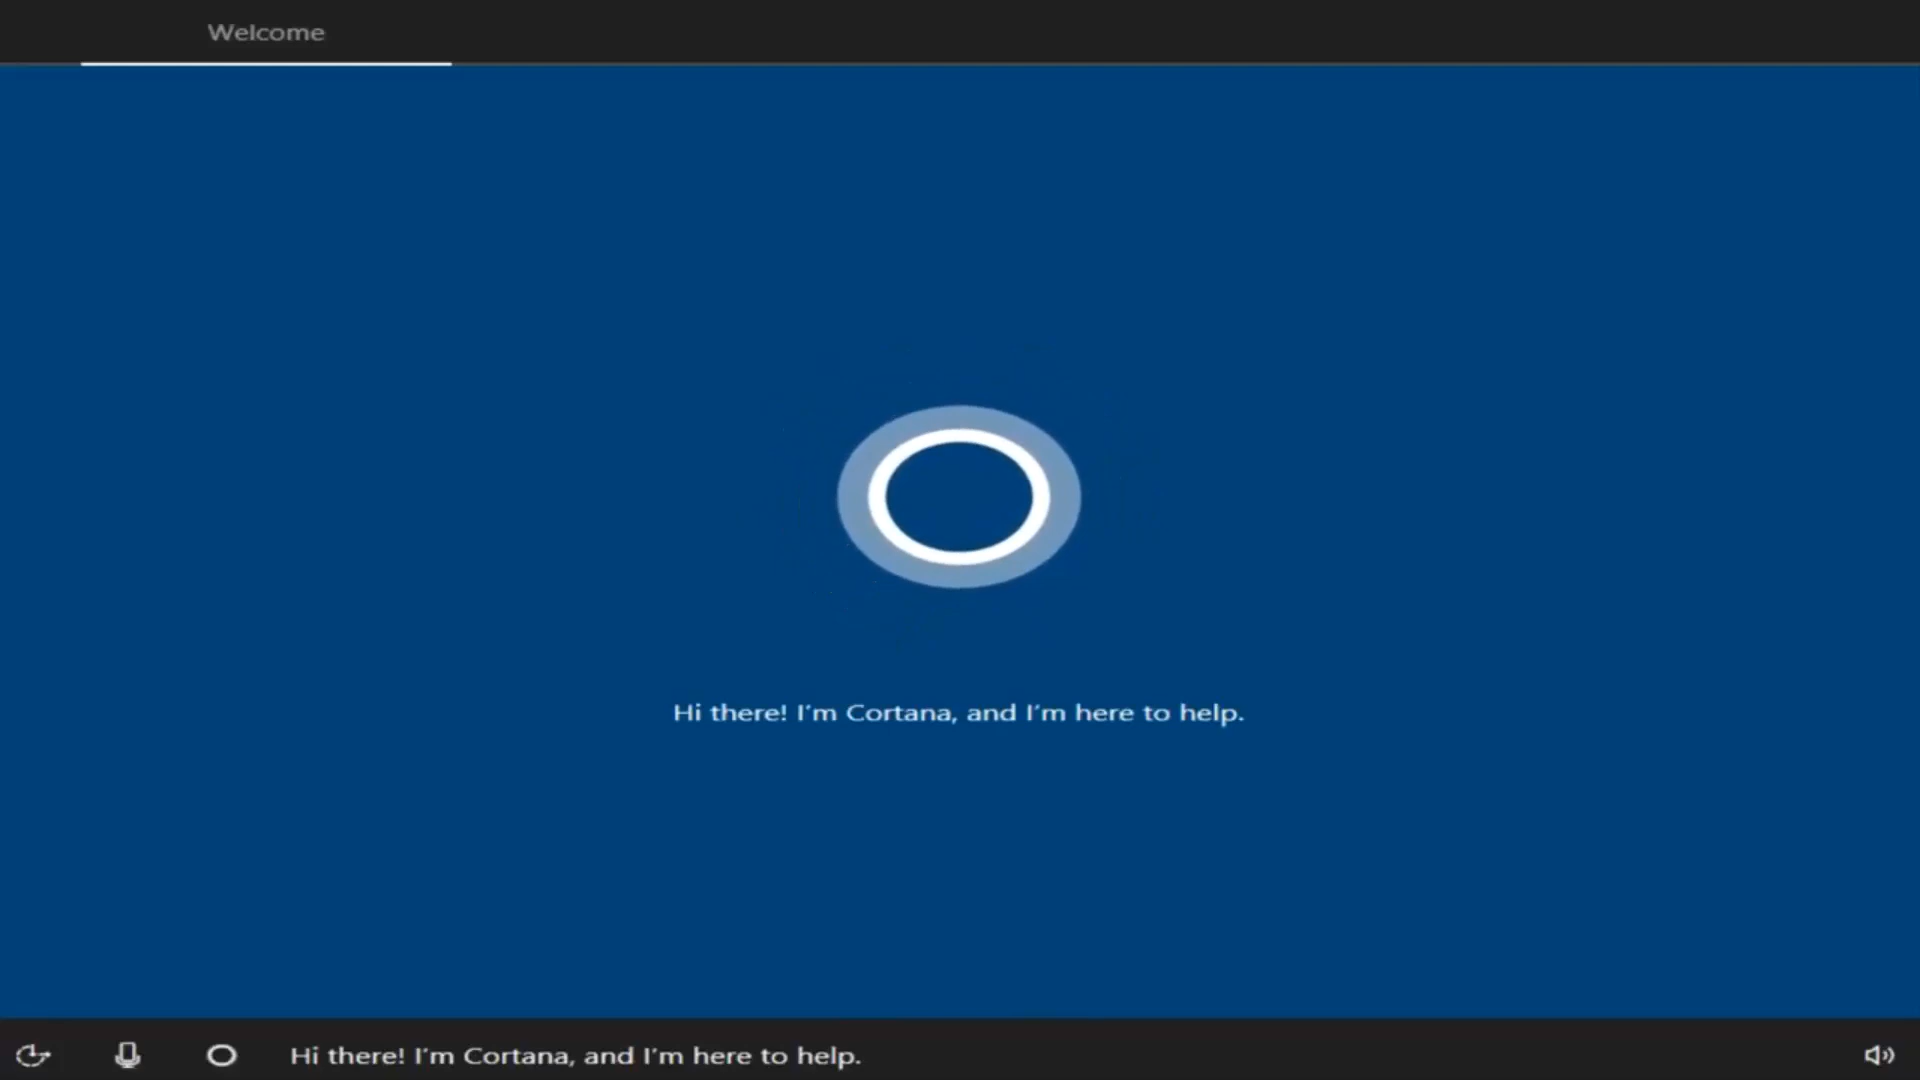 Welcome
Hi there! I'm Cortana, and I'm here to help.
Hi there! I'm Cortana, and I'm here to help.